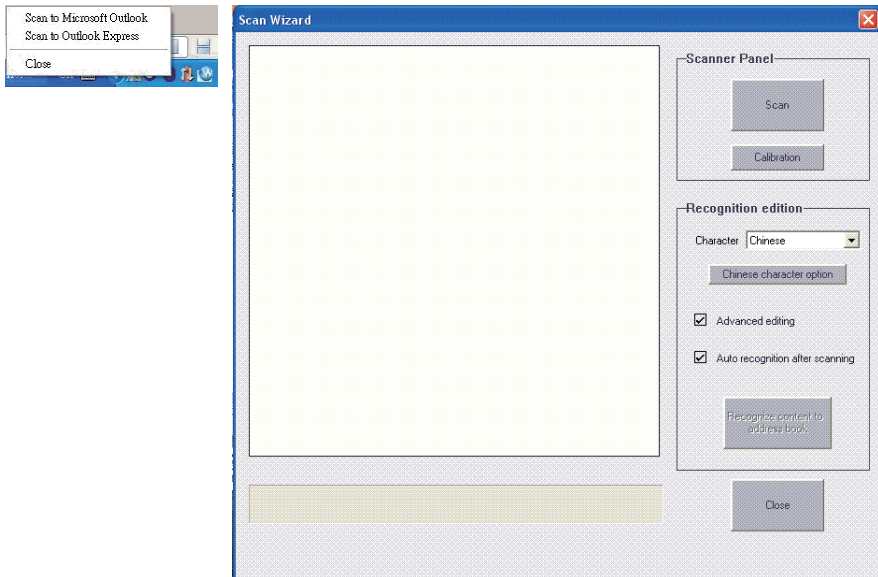 Scan to Microsoft Outlook
Scan to Outlook Express
Close
Scan Wizard
Scanner Panel
Scan
Calibration
Recognition edition
Character Chinese
Chinese character option
Advanced editing
Auto recognition after scanning
Recognize content to
address book
Close